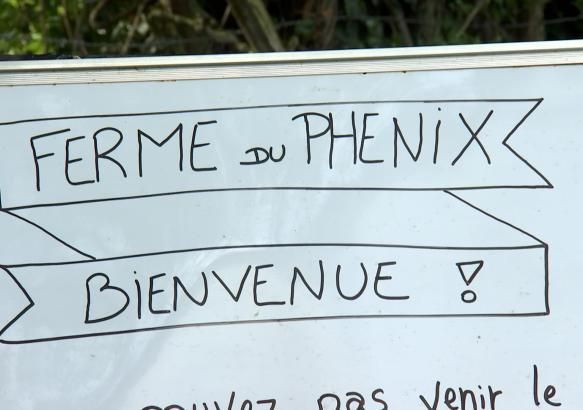 FERME DU PHENiX
BiENVENUE !
pas venir le